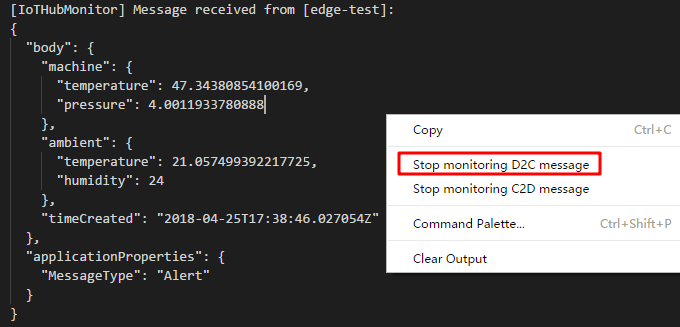 [IoTHubMonitor] Message received from [edge-test]:
{
  "body": {
    "machine": {
      "temperature": 47.34380854100169,
      "pressure": 4.0011933780888
    },
    "ambient": {
      "temperature": 21.057499392217725,
      "humidity": 24
    },
    "timeCreated": "2018-04-25T17:38:46.027054Z"
  },
  "applicationProperties": {
    "MessageType": "Alert"
  }
}
Copy Ctrl+C
Stop monitoring D2C message
Stop monitoring C2D message
Command Palette... Ctrl+Shift+P
Clear Output